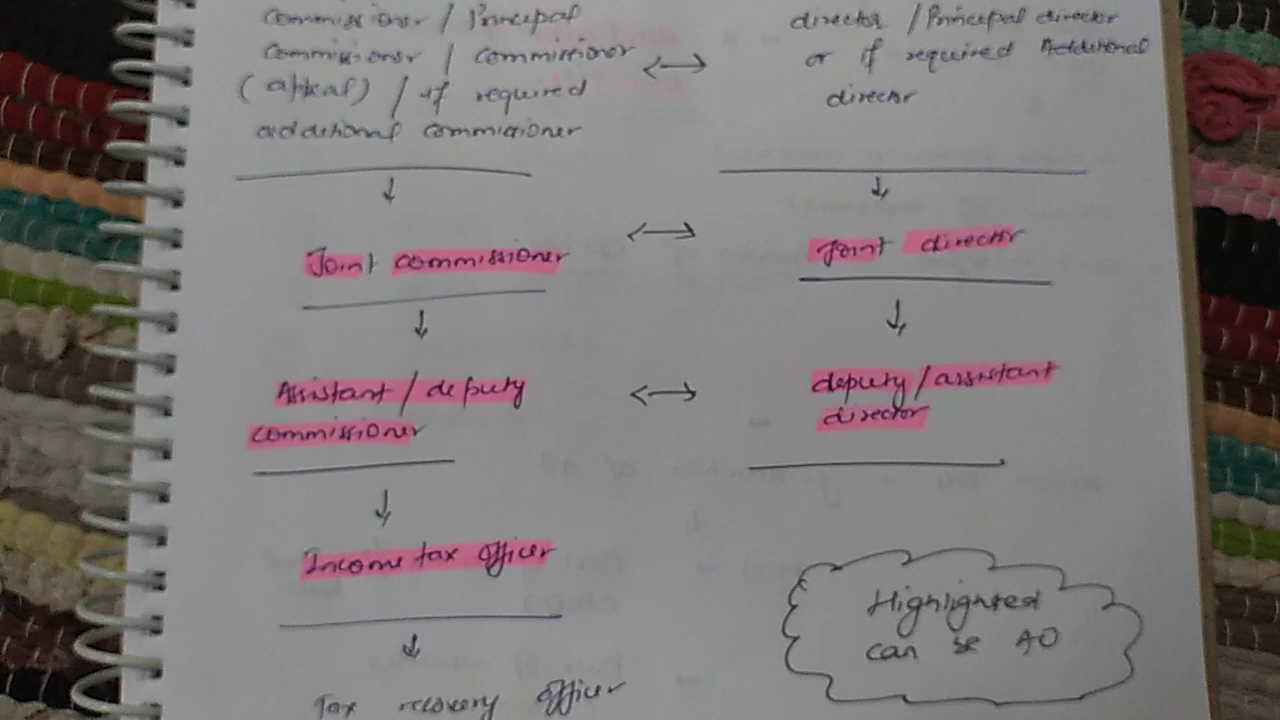 commissioner / Principal
commissioner / commissioner
(appeal) / if required
additional commissioner
director / Principal director
or if required Additional
director
Joint commissioner
Joint director
Assistant / deputy
commissioner
deputy / assistant
director
Income tax officer
Highlighted
can be AO
Tax recovery officer